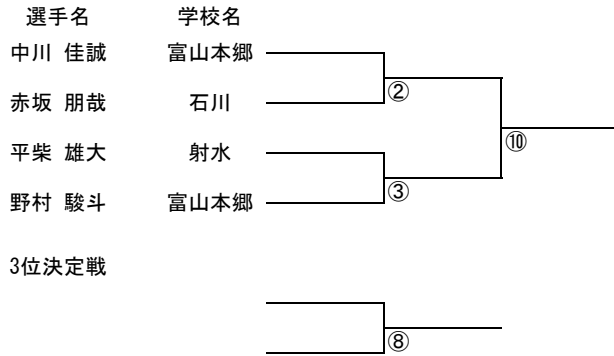 選手名 学校名
中川 佳誠 富山本郷
②
赤坂 朋哉 石川
⑩
平柴 雄大 射水
③
野村 駿斗 富山本郷
3位決定戦
⑧